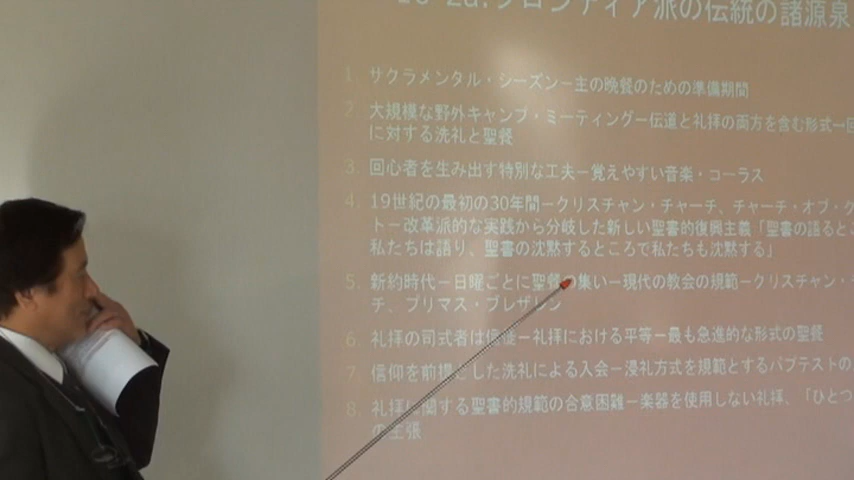 フロンティア派の伝統の諸源泉
1. サクラメンタル・シーズン－主の晩餐のための準備期間
2. 大規模な野外キャンプ・ミーティング－伝道と礼拝の両方を含む形式－回
に対する洗礼と聖餐
3. 回心者を生み出す特別な工夫－覚えやすい音楽・コーラス
4. 19世紀の最初の30年間－クリスチャン・チャーチ、チャーチ・オブ・
ト－改革派的な実践から分岐した新しい聖書的復興主義「聖書の語るとこ
私たちは語り、聖書の沈黙するところで私たちも沈黙する」
5. 新約時代－日曜ごとに聖餐の集い－現代の教会の規範－クリスチャン・
チ、プリマス・ブレザレン
6. 礼拝の司式者は信徒－礼拝における平等－最も急進的な形式の聖餐
7. 信仰を前提とした洗礼による入会－浸礼方式を規範とするバプテストの
8. 礼拝に関する聖書的規範の合意困難－楽器を使用しない礼拝、「ひとつ
の主張